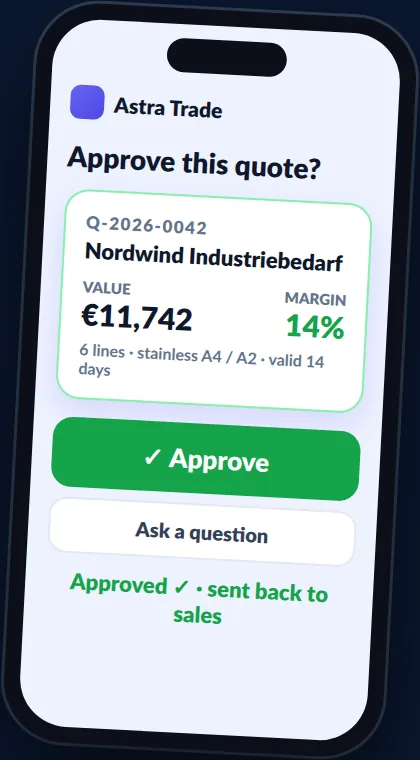 Astra Trade
Approve this quote?
Q-2026-0042
Nordwind Industriebedarf
VALUE
MARGIN
€11,742
14%
6 lines · stainless A4 / A2 · valid 14
days
✓ Approve
Ask a question
Approved ✓ · sent back to
sales